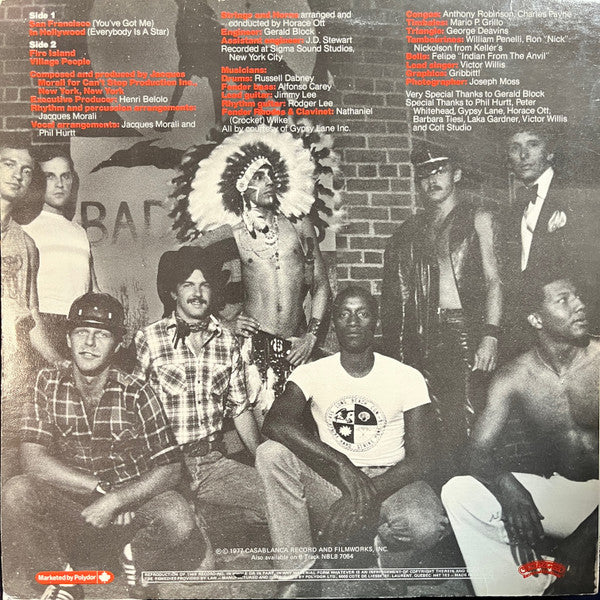 Side 1
San Francisco (You've Got Me)
In Hollywood (Everybody Is a Star)
Side 2
Fire Island
Village People
Composed and produced by Jacques
Morali for Can't Stop Production Inc.
New York, New York
Executive Producer: Henri Belolo
Rhythm and percussion arrangements:
Jacques Morali
Vocal arrangements: Jacques Morali and
Phil Hurtt
Strings and Horns arranged and
conducted by Horace Ott
Engineer: Gerald Block
Assistant engineer: J.D. Stewart
Recorded at Sigma Sound Studios,
New York City
Musicians:
Drums: Russell Dabney
Fender bass: Alfonso Carey
Lead guitar: Jimmy Lee
Rhythm guitar: Rodger Lee
Fender Rhodes & Clavinet: Nathaniel
(Crocket) Wilke
All by courtesy of Gypsy Lane Inc.
Congas: Anthony Robinson, Charles Payne
Timbales: Mario P. Grillo
Triangle: George Deavins
Tambourines: William Panelli, Ron "Nick"
Nickolson from Keller's
Bells: Felipe "Indian From The Anvil"
Lead singer: Victor Willis
Graphics: Gribbitt!
Photographer: Joseph Moss
Very Special Thanks to Gerald Block
Special Thanks to Phil Hurtt, Peter
Whitehead, Gypsy Lane, Horace Ott,
Barbara Tiesi, Laka Gardner, Victor Willis
and Colt Studio
BAD
© ℗ 1977 CASABLANCA RECORD AND FILMWORKS, INC.
Also available on 8 Track NBL8 7064
Marketed by Polydor